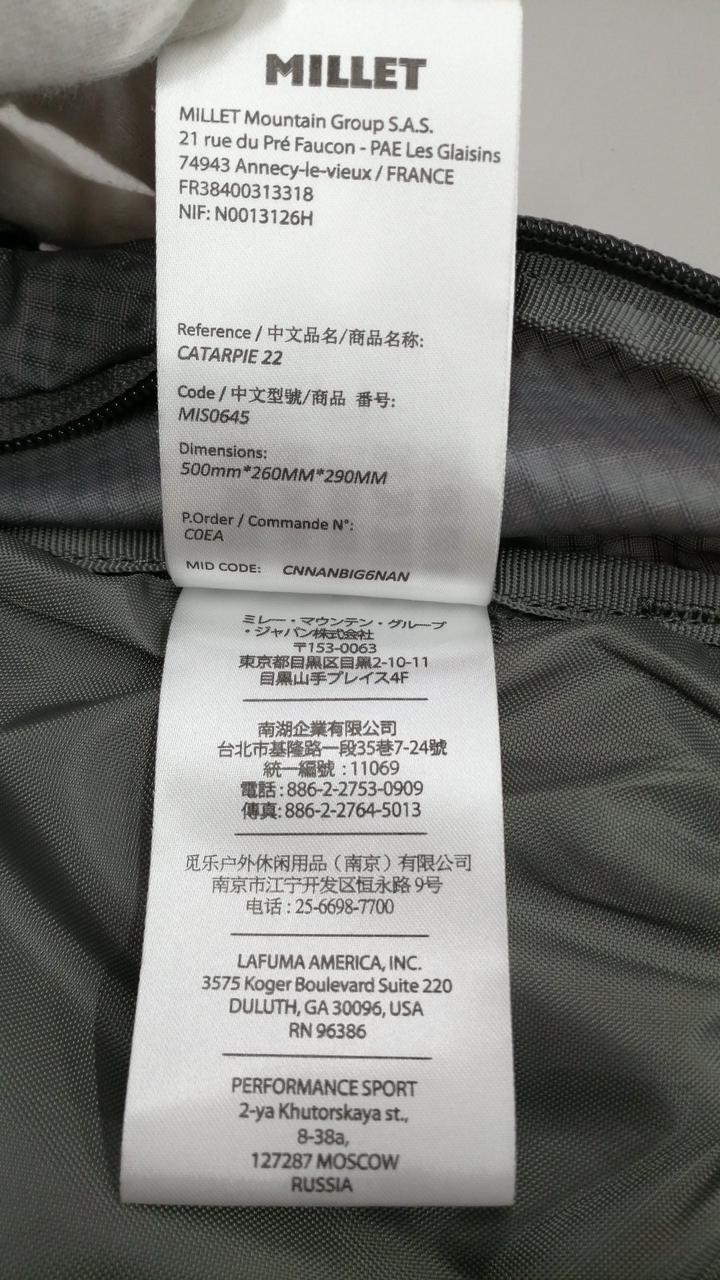 MILLET
MILLET Mountain Group S.A.S.
21 rue du Pré Faucon - PAE Les Glaisins
74943 Annecy-le-vieux / FRANCE
FR38400313318
NIF: N0013126H
Reference / 中文品名/商品名称:
CATARPIE 22
Code / 中文型號/商品 番号:
MIS0645
Dimensions:
500mm*260MM*290MM
P.Order / Commande N°:
C0EA
MID CODE: CNNANBIG6NAN
ミレー・マウンテン・グループ
・ジャパン株式会社
〒153-0063
東京都目黒区目黒2-10-11
目黒山手プレイス4F
南湖企業有限公司
台北市基隆路一段35巷7-24號
統一編號 :11069
電話:886-2-2753-0909
傳真:886-2-2764-5013
觅乐户外休闲用品（南京）有限公司
南京市江宁开发区恒永路 9号
电话 : 25-6698-7700
LAFUMA AMERICA, INC.
3575 Koger Boulevard Suite 220
DULUTH, GA 30096, USA
RN 96386
PERFORMANCE SPORT
2-ya Khutorskaya st.,
8-38a,
127287 MOSCOW
RUSSIA